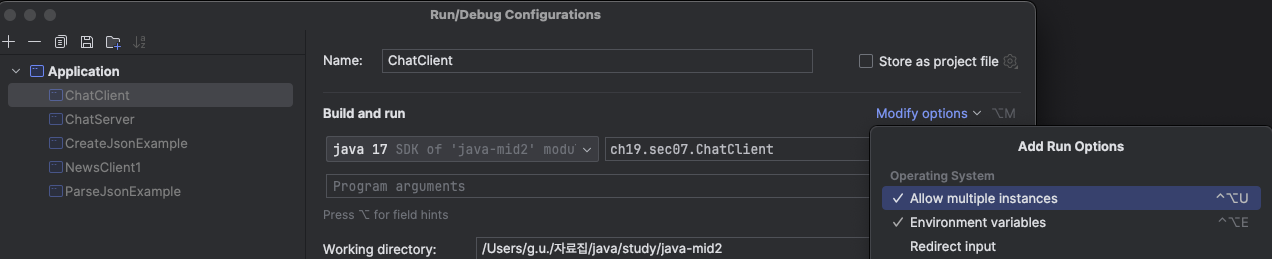 Run/Debug Configurations
Name: ChatClient Store as project file
Application
ChatClient
ChatServer
CreateJsonExample
NewsClient1
ParseJsonExample
Build and run Modify options ⌥M
java 17 SDK of 'java-mid2' modu ch19.sec07.ChatClient
Program arguments
Press ⌥ for field hints
Working directory: /Users/g.u./자료집/java/study/java-mid2
Add Run Options
Operating System
Allow multiple instances ^⌥U
Environment variables ^⌥E
Redirect input